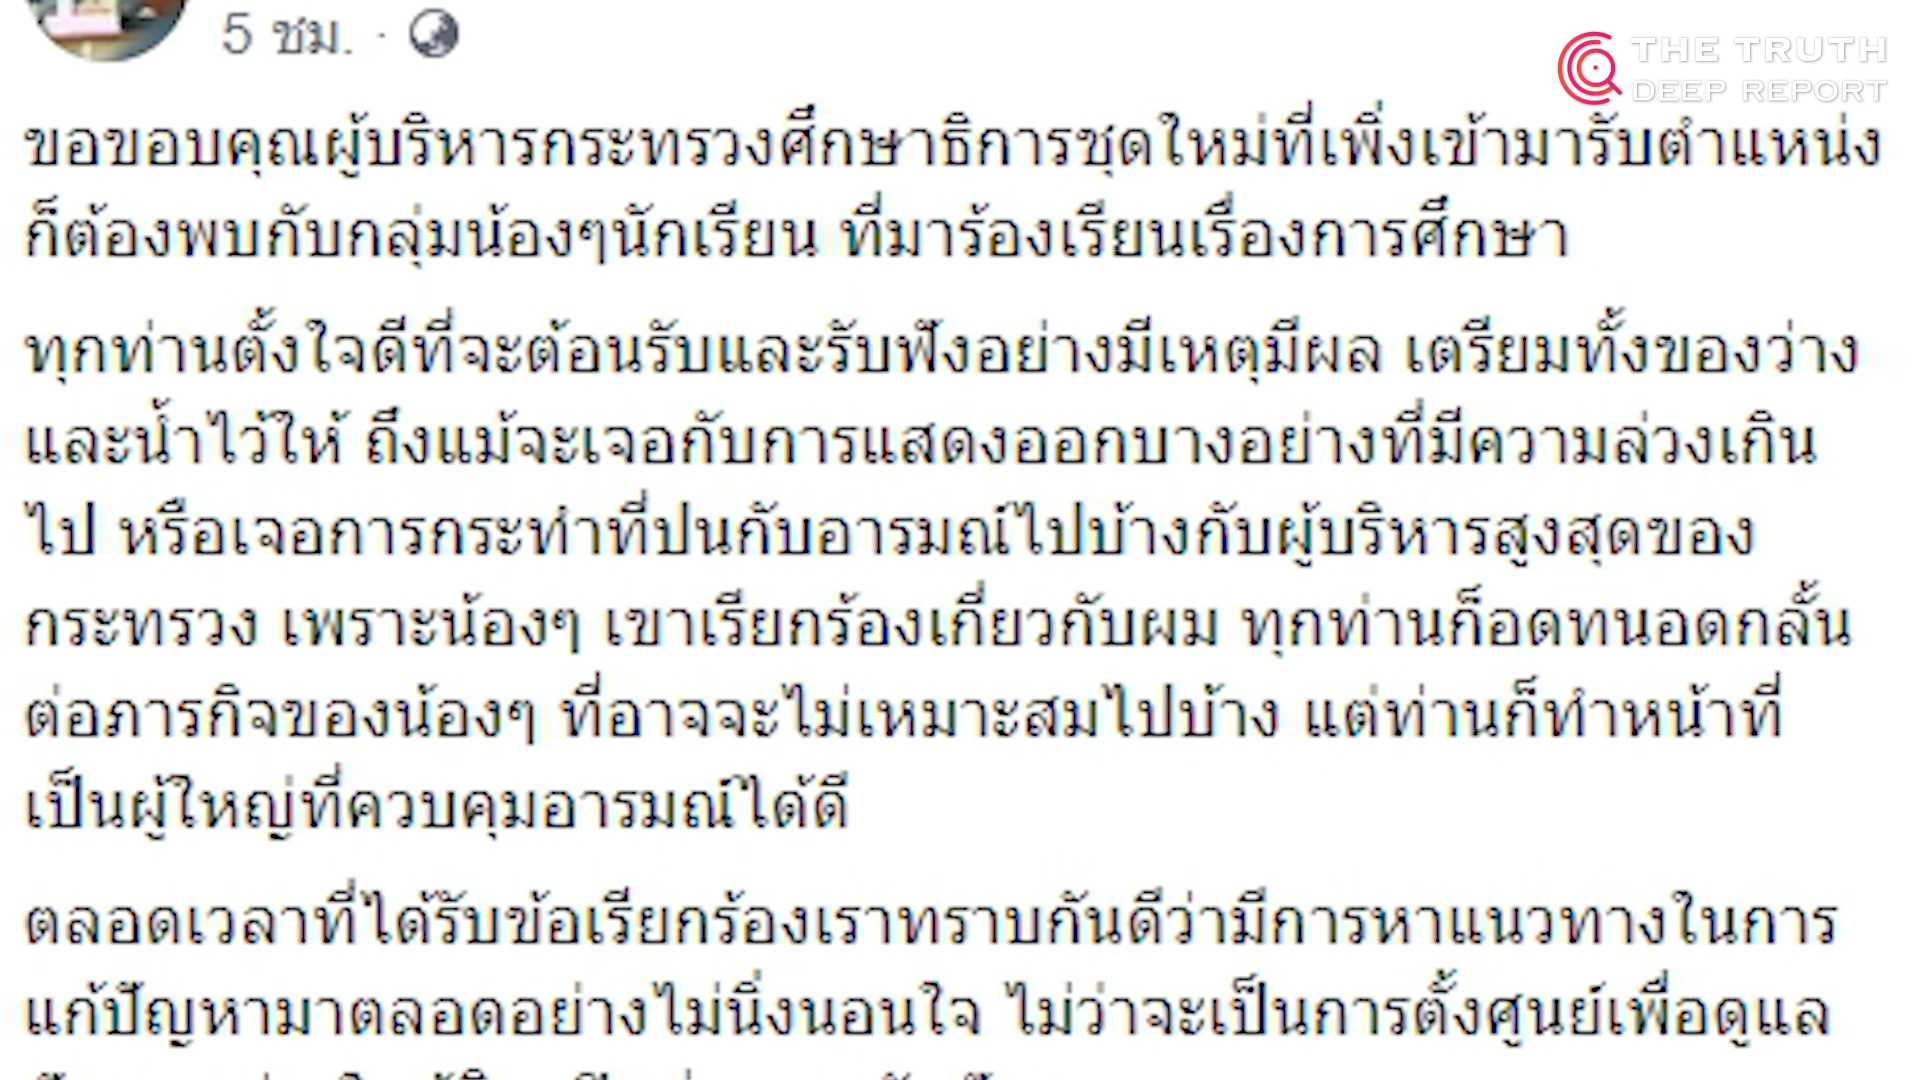 5 ชม. ·
THE TRUTH
DEEP REPORT
ขอขอบคุณผู้บริหารกระทรวงศึกษาธิการชุดใหม่ที่เพิ่งเข้ามารับตำแหน่ง
ก็ต้องพบกับกลุ่มน้องๆนักเรียน ที่มาร้องเรียนเรื่องการศึกษา
ทุกท่านตั้งใจดีที่จะต้อนรับและรับฟังอย่างมีเหตุมีผล เตรียมทั้งของว่าง
และน้ำไว้ให้ ถึงแม้จะเจอกับการแสดงออกบางอย่างที่มีความล่วงเกิน
ไป หรือเจอการกระทำที่ปนกับอารมณ์ไปบ้างกับผู้บริหารสูงสุดของ
กระทรวง เพราะน้องๆ เขาเรียกร้องเกี่ยวกับผม ทุกท่านก็อดทนอดกลั้น
ต่อภารกิจของน้องๆ ที่อาจจะไม่เหมาะสมไปบ้าง แต่ท่านก็ทำหน้าที่
เป็นผู้ใหญ่ที่ควบคุมอารมณ์ได้ดี
ตลอดเวลาที่ได้รับข้อเรียกร้องเราทราบกันดีว่ามีการหาแนวทางในการ
แก้ปัญหามาตลอดอย่างไม่นิ่งนอนใจ ไม่ว่าจะเป็นการตั้งศูนย์เพื่อดูแล